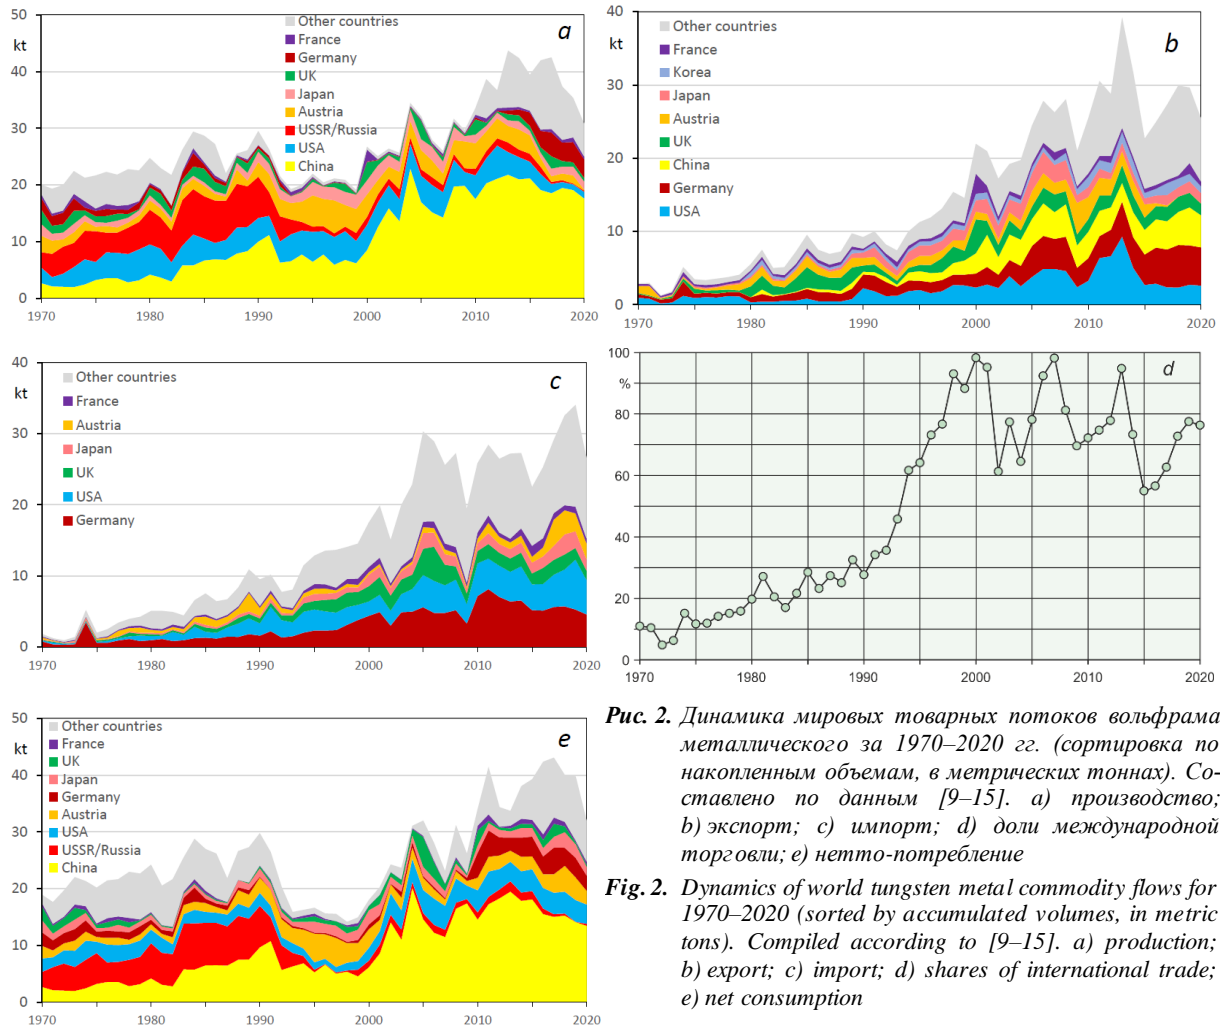 50
kt
40
30
20
10
0
1970
1980
1990
2000
2010
2020
Other countries
France
Germany
UK
Japan
Austria
USSR/Russia
USA
China
a
40
kt
30
20
10
0
1970
1980
1990
2000
2010
2020
Other countries
France
Korea
Japan
Austria
UK
China
Germany
USA
b
40
kt
30
20
10
0
1970
1980
1990
2000
2010
2020
Other countries
France
Austria
Japan
UK
USA
Germany
c
100
%
80
60
40
20
0
1970
1980
1990
2000
2010
2020
d
50
kt
40
30
20
10
0
1970
1980
1990
2000
2010
2020
Other countries
France
UK
Japan
Germany
Austria
USA
USSR/Russia
China
e
Рис. 2. Динамика мировых товарных потоков вольфрама
металлического за 1970–2020 гг. (сортировка по
накопленным объемам, в метрических тоннах). Со-
ставлено по данным [9–15]. a) производство;
b) экспорт; c) импорт; d) доли международной
торговли; e) нетто-потребление
Fig. 2. Dynamics of world tungsten metal commodity flows for
1970–2020 (sorted by accumulated volumes, in metric
tons). Compiled according to [9–15]. a) production;
b) export; c) import; d) shares of international trade;
e) net consumption